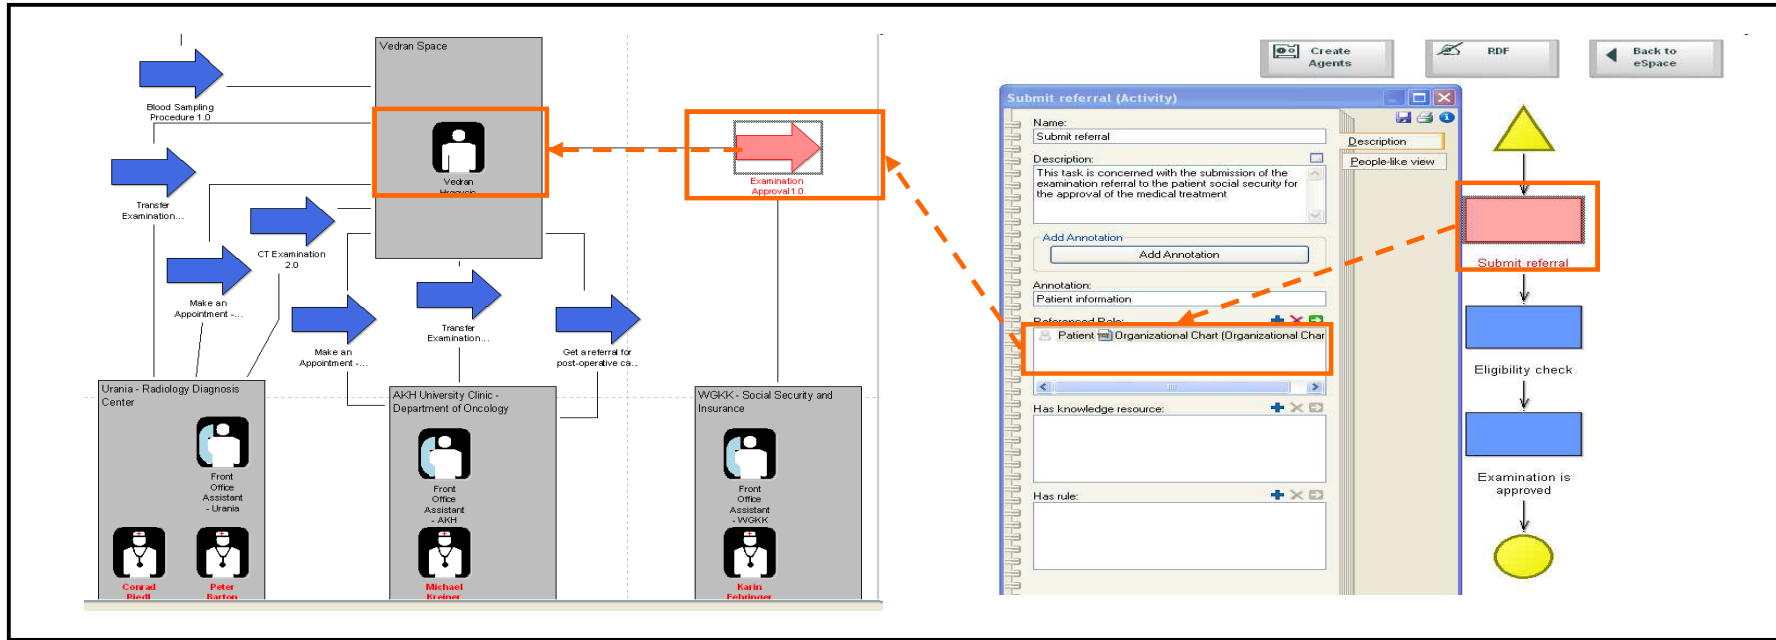 Vedran Space
Blood Sampling
Procedure 1.0
Vedran
Transfer
Examination...
Examination
Approval 1.0
CT Examination
2.0
Make an
Appointment -...
Transfer
Examination...
Make an
Appointment -...
Get a referral for
post-operative ca...
Urania - Radiology Diagnosis
Center
Front
Office
Assistant
- Urania
Conrad
Riedl
Peter
Barton
AKH University Clinic -
Department of Oncology
Front
Office
Assistant
- AKH
Michael
Kreiner
WGKK - Social Security and
Insurance
Front
Office
Assistant
- WGKK
Karin
Fehringer
Create
Agents
RDF
Back to
eSpace
Submit referral (Activity)
Name:
Submit referral
Description
Description:
People-like view
This task is concerned with the submission of the
examination referral to the patient social security for
the approval of the medical treatment
Add Annotation
Add Annotation
Annotation:
Patient information
Referenced Role:
Patient Organizational Chart (Organizational Char
Has knowledge resource:
Has rule:
Submit referral
Eligibility check
Examination is
approved